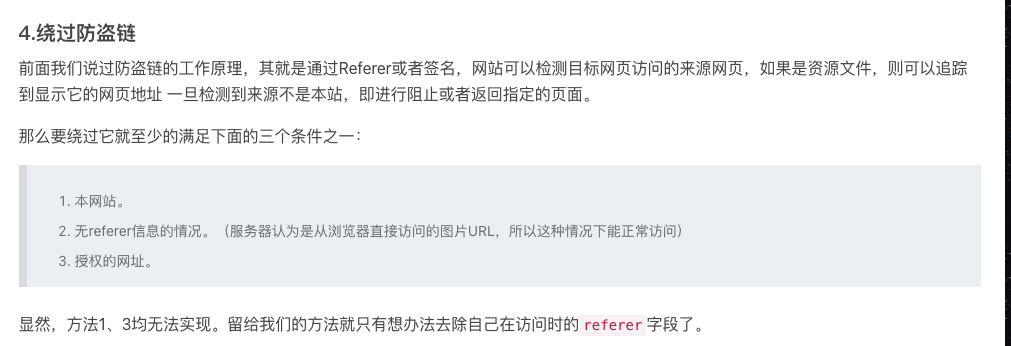 4.绕过防盗链
前面我们说过防盗链的工作原理，其就是通过Referer或者签名，网站可以检测目标网页访问的来源网页，如果是资源文件，则可以追踪
到显示它的网页地址 一旦检测到来源不是本站，即进行阻止或者返回指定的页面。
那么要绕过它就至少的满足下面的三个条件之一：
1. 本网站。
2. 无referer信息的情况。（服务器认为是从浏览器直接访问的图片URL，所以这种情况下能正常访问）
3. 授权的网址。
显然，方法1、3均无法实现。留给我们的方法就只有想办法去除自己在访问时的 referer 字段了。